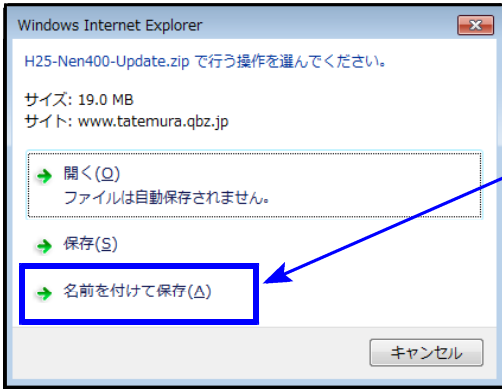 Windows Internet Explorer
H25-Nen400-Update.zip で行う操作を選んでください。
サイズ: 19.0 MB
サイト: www.tatemura.qbz.jp
開く(O)
ファイルは自動保存されません。
保存(S)
名前を付けて保存(A)
キャンセル